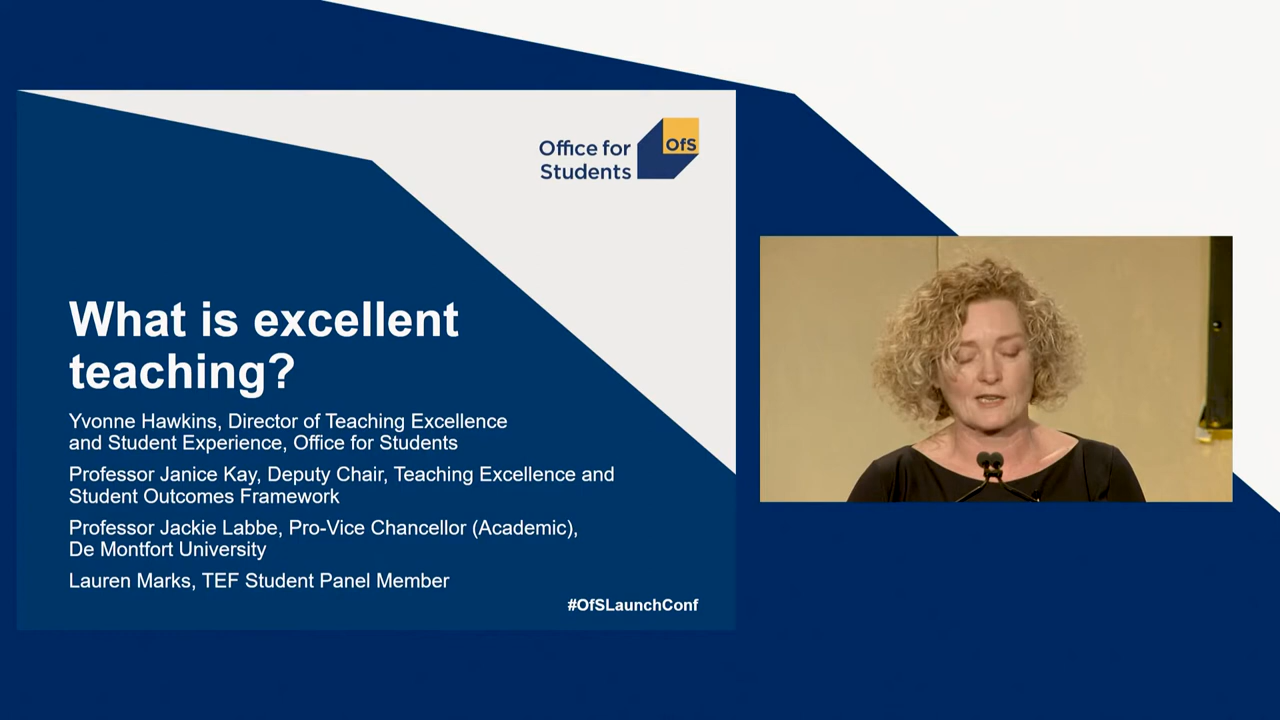 Office for
Students
OfS
What is excellent
teaching?
Yvonne Hawkins, Director of Teaching Excellence
and Student Experience, Office for Students
Professor Janice Kay, Deputy Chair, Teaching Excellence and
Student Outcomes Framework
Professor Jackie Labbe, Pro-Vice Chancellor (Academic),
De Montfort University
Lauren Marks, TEF Student Panel Member
#OfSLaunchConf